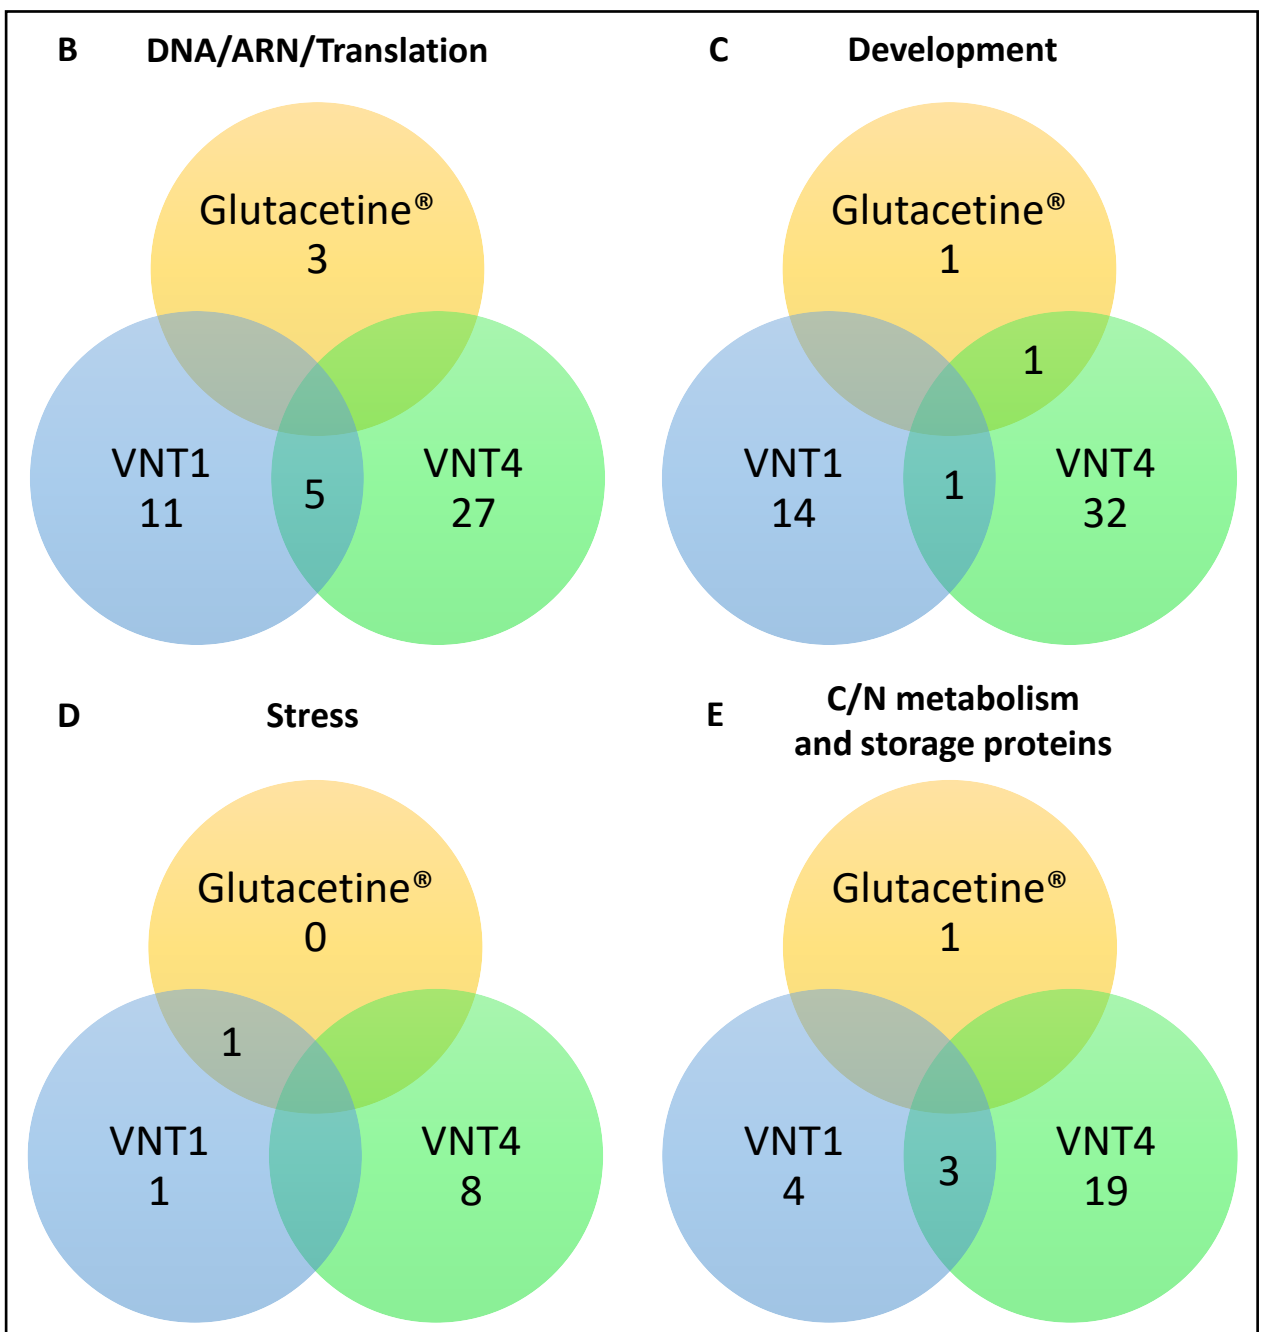 B DNA/ARN/Translation
Glutacetine®
3
VNT1
11
5
VNT4
27
C Development
Glutacetine®
1
1
VNT1
14
1
VNT4
32
D Stress
Glutacetine®
0
1
VNT1
1
VNT4
8
E C/N metabolism
and storage proteins
Glutacetine®
1
VNT1
4
3
VNT4
19